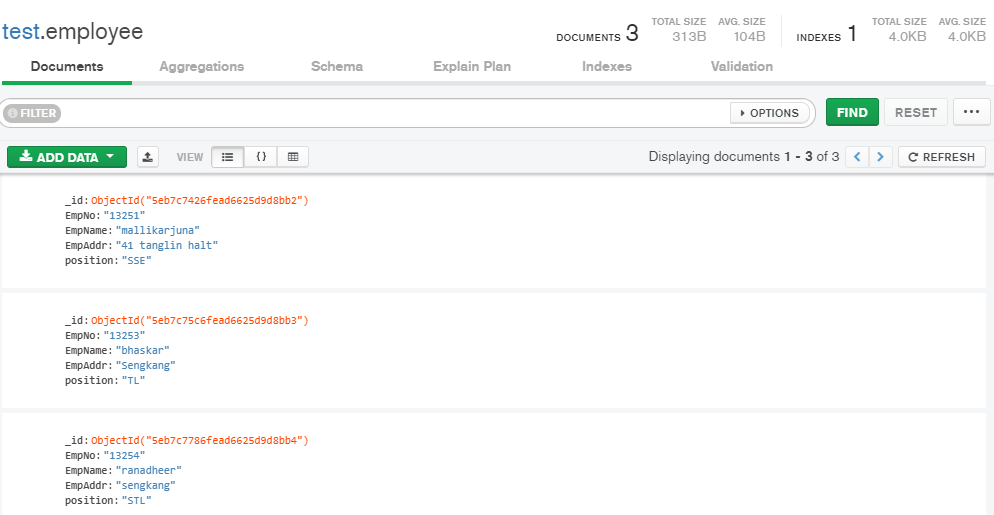 test.employee
DOCUMENTS 3 TOTAL SIZE 313B AVG. SIZE 104B INDEXES 1 TOTAL SIZE 4.0KB AVG. SIZE 4.0KB
Documents Aggregations Schema Explain Plan Indexes Validation
FILTER OPTIONS FIND RESET ...
ADD DATA VIEW {} Displaying documents 1 - 3 of 3 < > REFRESH
_id: ObjectId("5eb7c7426fead6625d9d8bb2")
EmpNo: "13251"
EmpName: "mallikarjuna"
EmpAddr: "41 tanglin halt"
position: "SSE"
_id: ObjectId("5eb7c75c6fead6625d9d8bb3")
EmpNo: "13253"
EmpName: "bhaskar"
EmpAddr: "Sengkang"
position: "TL"
_id: ObjectId("5eb7c7786fead6625d9d8bb4")
EmpNo: "13254"
EmpName: "ranadheer"
EmpAddr: "sengkang"
position: "STL"